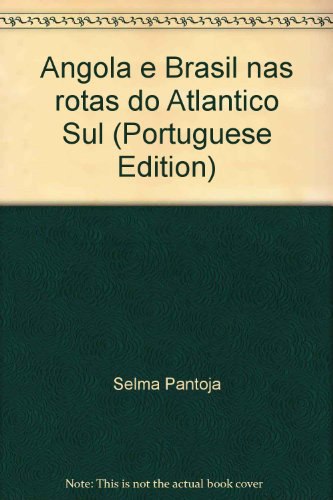 Angola e Brasil nas
rotas do Atlantico
Sul (Portuguese
Edition)
Selma Pantoja
Note: This is not the actual book cover